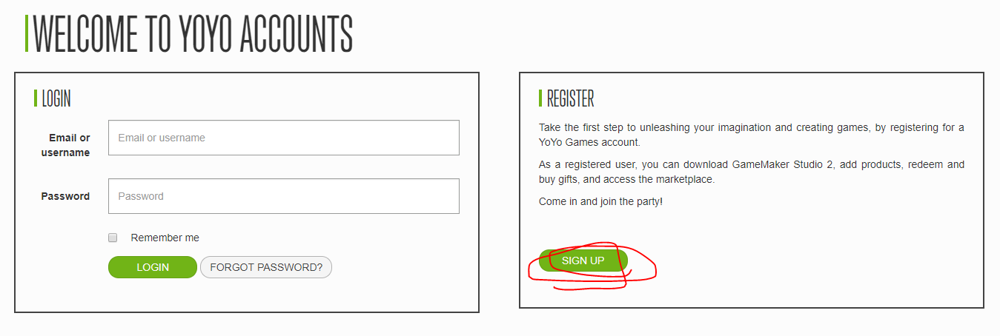 WELCOME TO YOYO ACCOUNTS
LOGIN
Email or
username
Email or username
Password
Password
Remember me
LOGIN
FORGOT PASSWORD?
REGISTER
Take the first step to unleashing your imagination and creating games, by registering for a
YoYo Games account.
As a registered user, you can download GameMaker Studio 2, add products, redeem and
buy gifts, and access the marketplace.
Come in and join the party!
SIGN UP